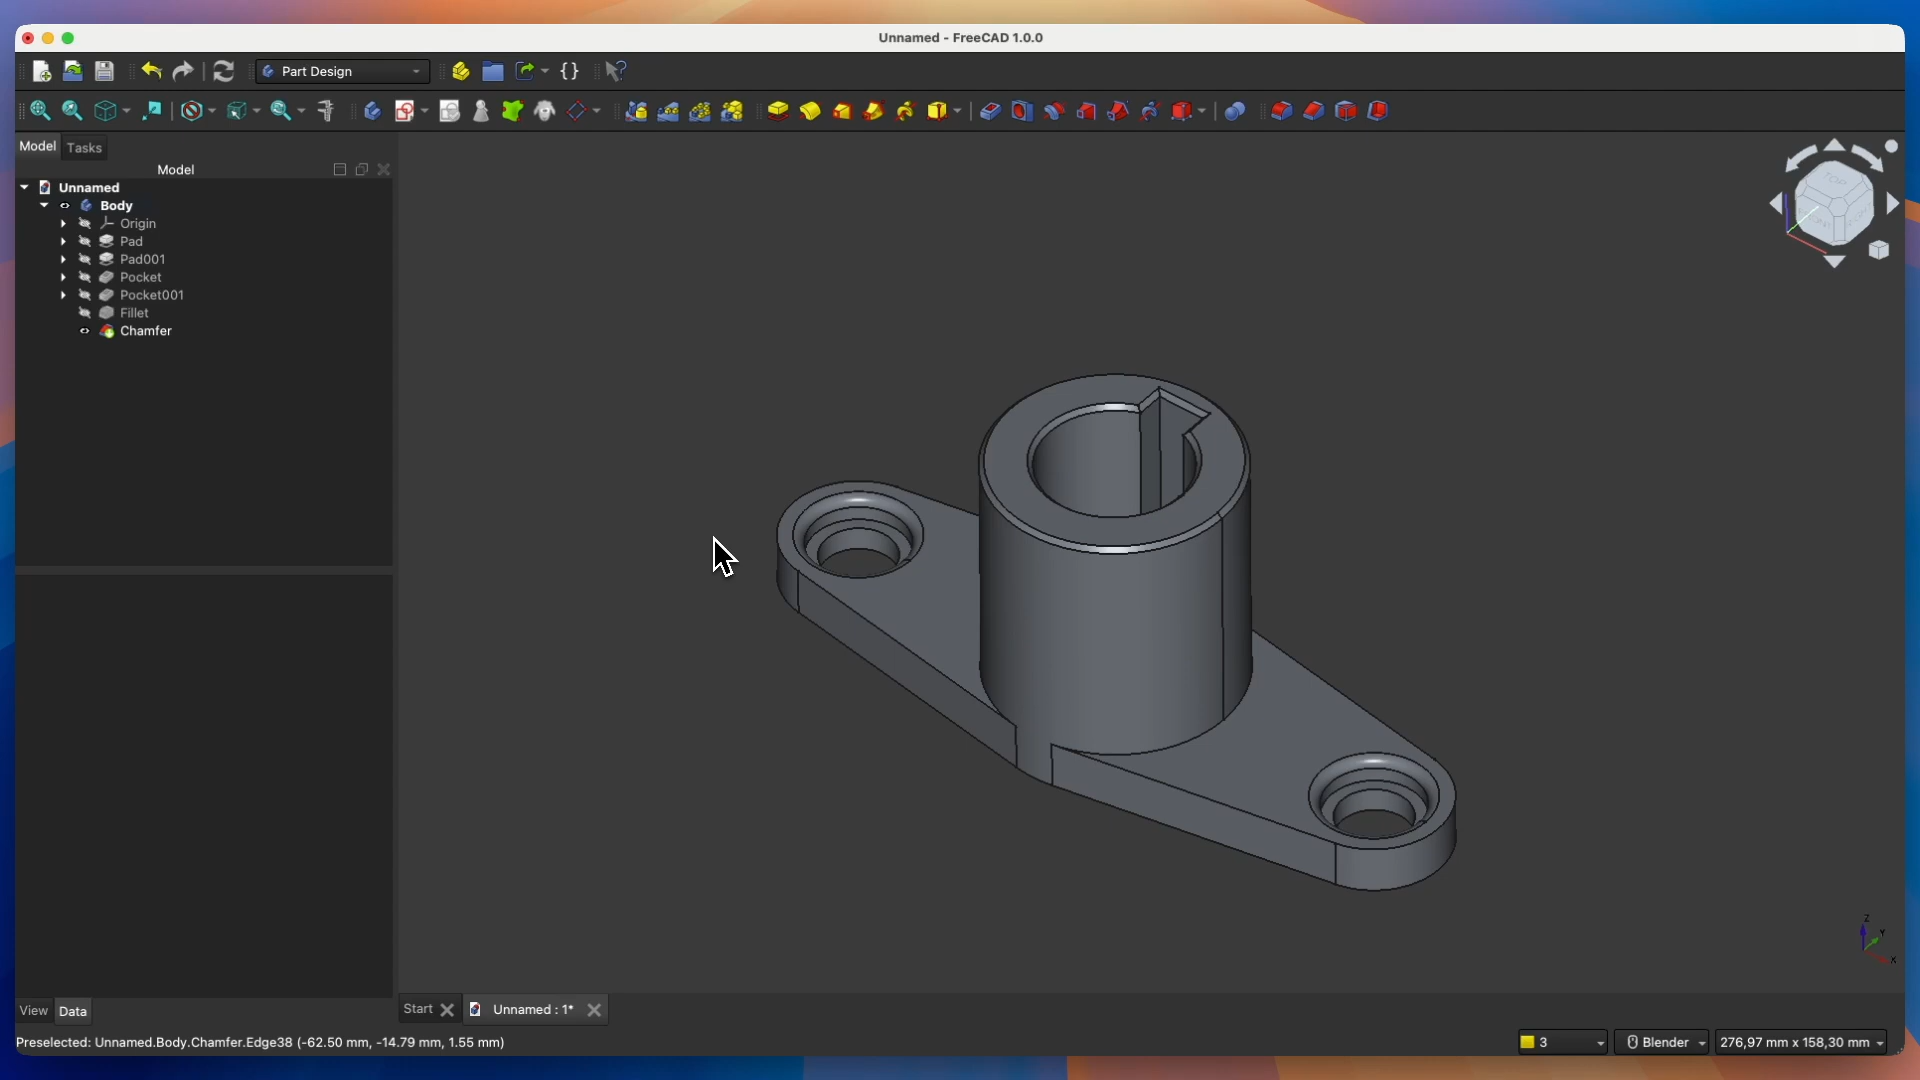 Unnamed - FreeCAD 1.0.0
Part Design
Model
Tasks
Model
Unnamed
Body
Origin
Pad
Pad001
Pocket
Pocket001
Fillet
Chamfer
TOP
Z
Y
X
View
Data
Start
Unnamed : 1*
Preselected: Unnamed.Body.Chamfer.Edge38 (-62.50 mm, -14.79 mm, 1.55 mm)
3
Blender
276,97 mm x 158,30 mm